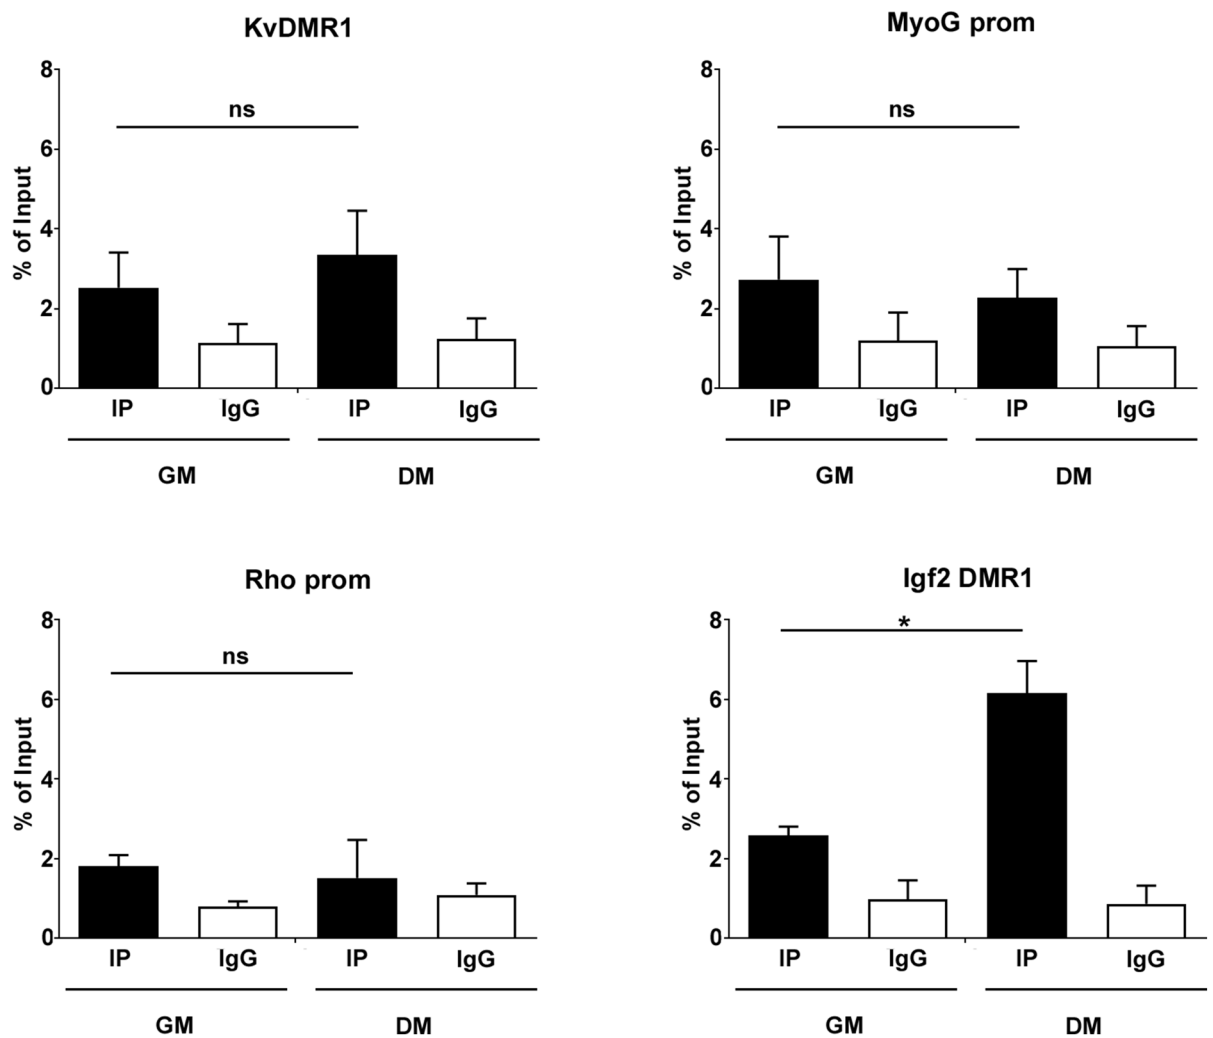 KvDMR1
8
6
4
2
0
% of Input
ns
IP IgG IP IgG
GM DM
MyoG prom
8
6
4
2
0
% of Input
ns
IP IgG IP IgG
GM DM
Rho prom
8
6
4
2
0
% of Input
ns
IP IgG IP IgG
GM DM
Igf2 DMR1
8
6
4
2
0
% of Input
*
IP IgG IP IgG
GM DM